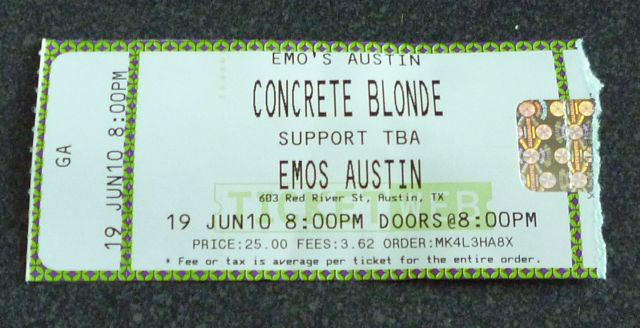 GA
19 JUN10 8:00PM
EMO'S AUSTIN
CONCRETE BLONDE
SUPPORT TBA
EMOS AUSTIN
TICKETWEB
603 Red River St, Austin, TX
19 JUN10 8:00PM DOORS@8:00PM
PRICE:25.00 FEES:3.62 ORDER:MK4L3HA8X
* Fee or tax is average per ticket for the entire order.